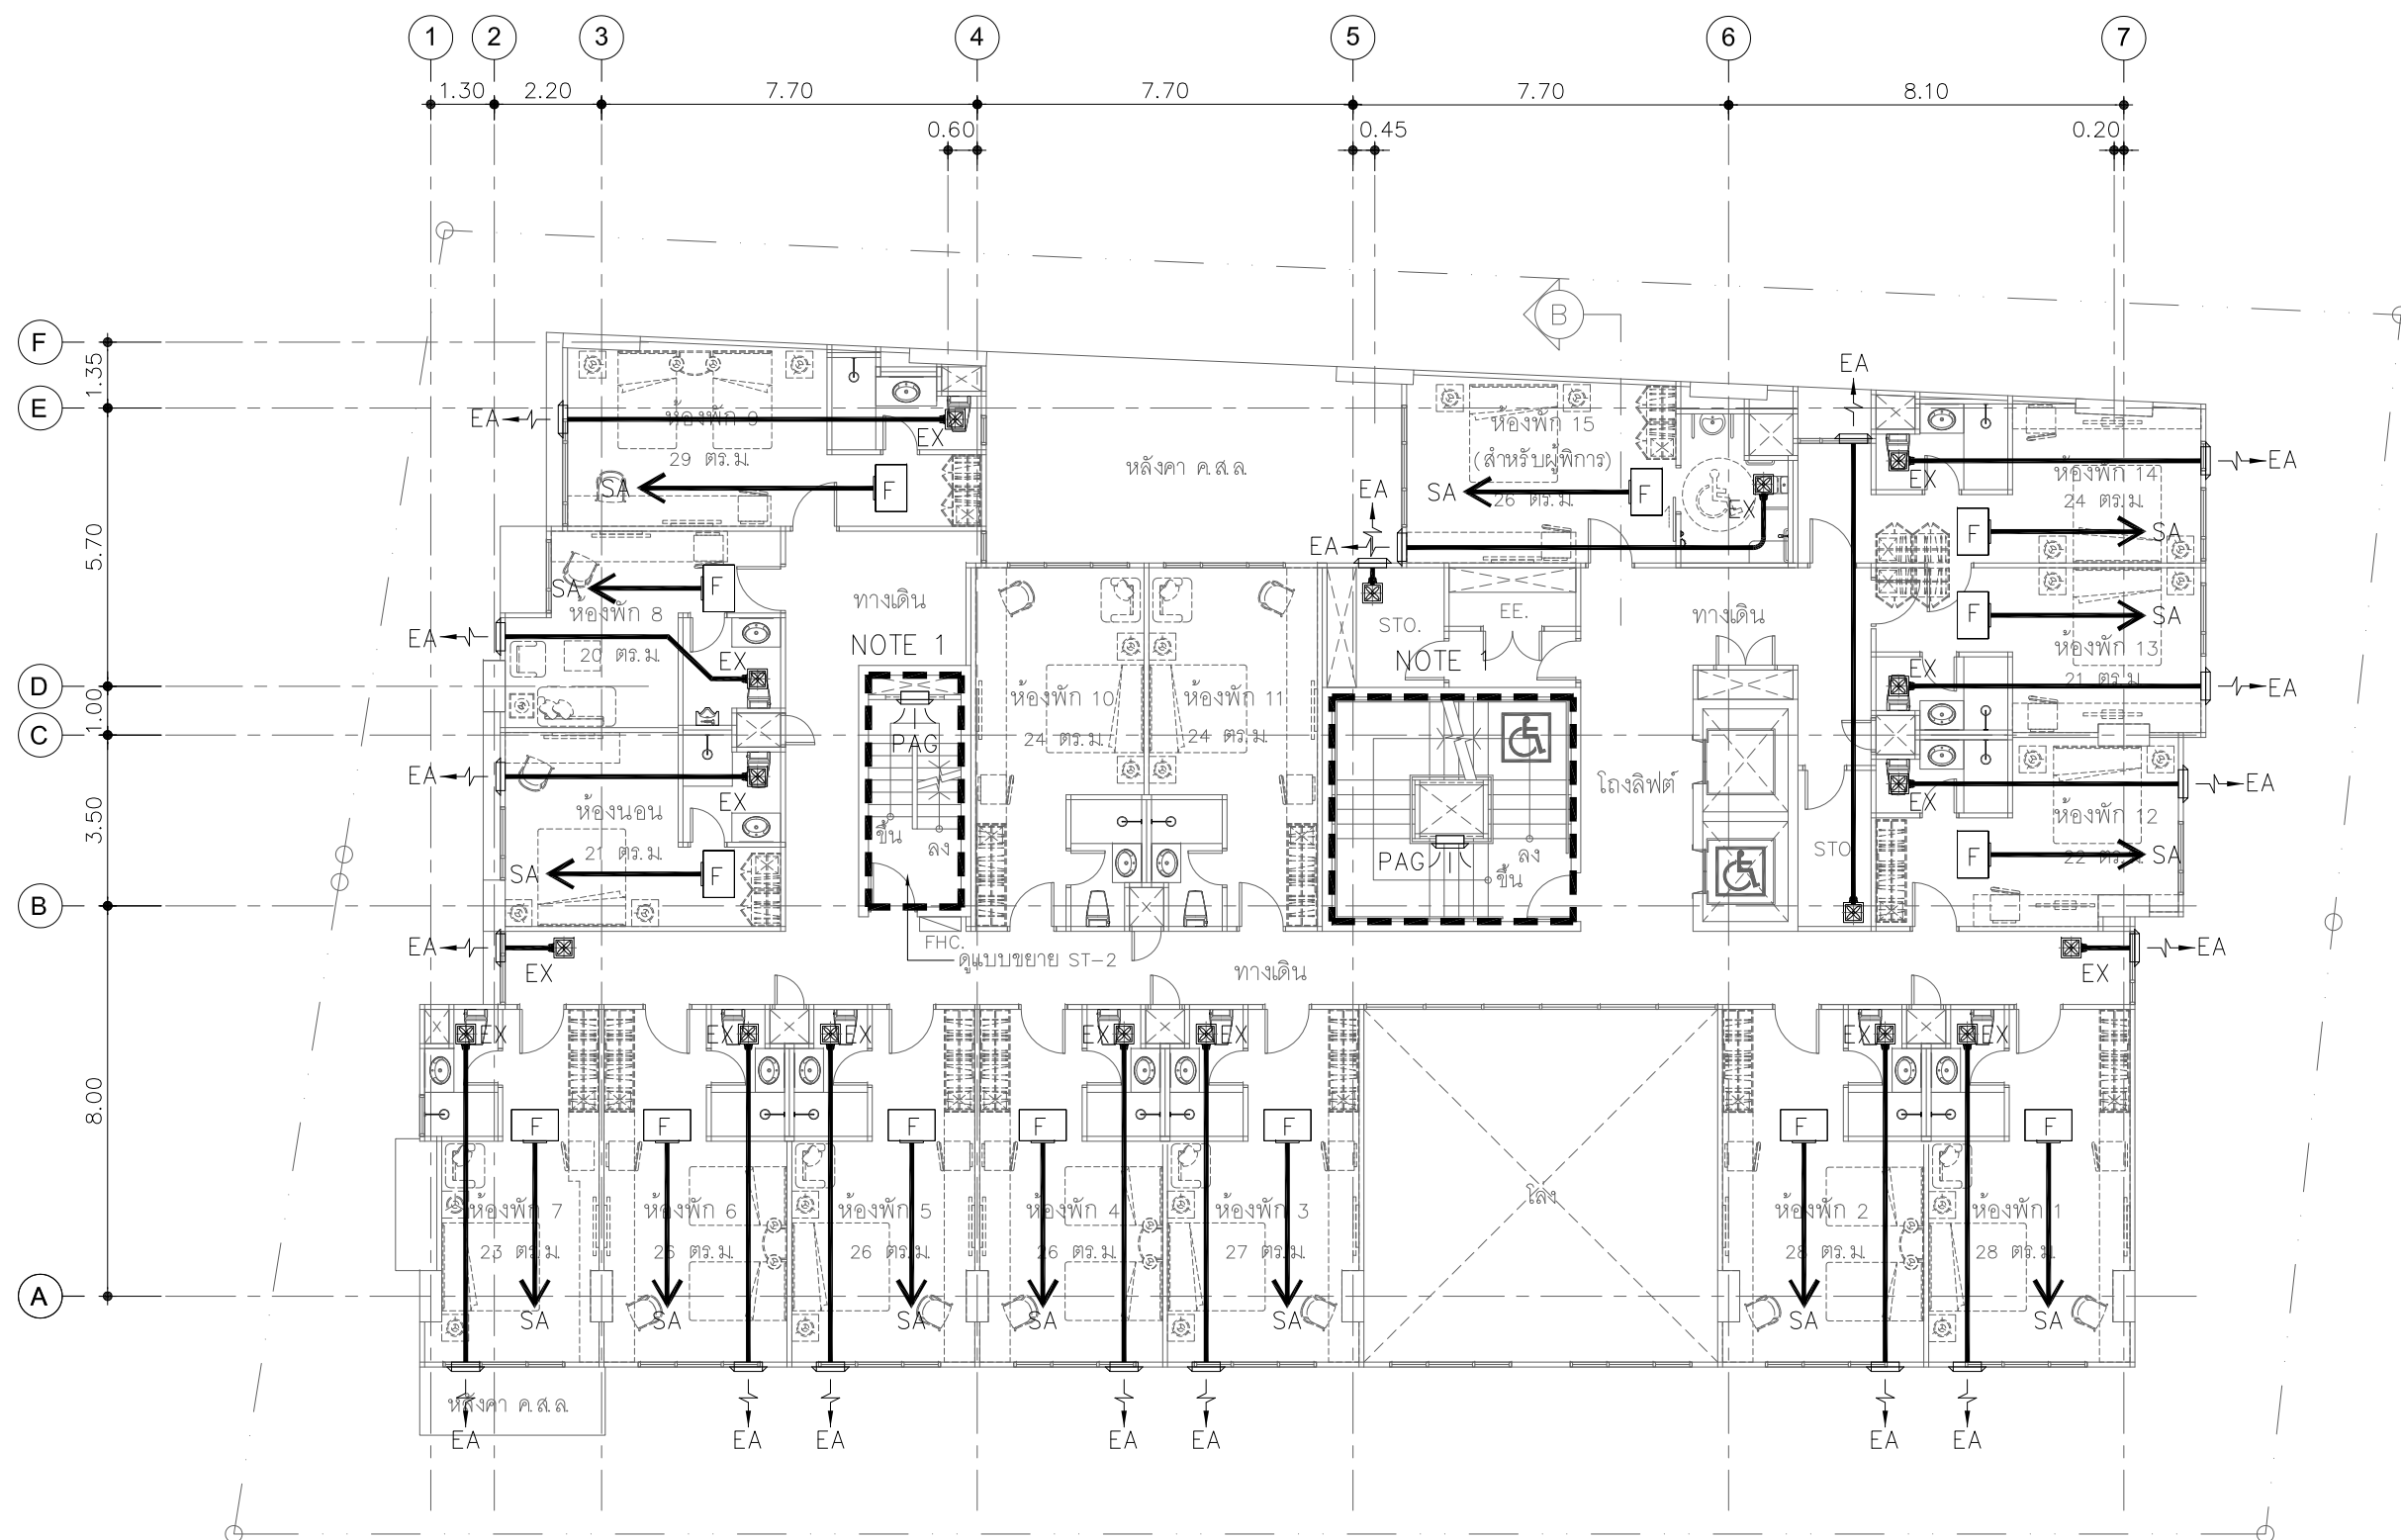 1 2 3 4 5 6 7
1.30 2.20 7.70 7.70 7.70 8.10
0.60 0.45 0.20
B
F
1.35
E
5.70
D
1.00
C
3.50
B
8.00
A
EA
ห้องพัก 9
29 ตร.ม.
EX
SA
F
หลังคา ค.ส.ล.
EA
EA
ห้องพัก 15
(สำหรับผู้พิการ)
26 ตร.ม.
SA
F
EX
EA
EX
EA
ห้องพัก 14
24 ตร.ม.
F
SA
F
SA
ห้องพัก 13
21 ตร.ม.
EX
EA
SA
F
ห้องพัก 8
20 ตร.ม.
EA
EX
ทางเดิน
NOTE 1
PAG
ขึ้น
ลง
ห้องพัก 10
24 ตร.ม.
ห้องพัก 11
24 ตร.ม.
STO.
EE.
NOTE 1
PAG
ลง
ขึ้น
โถงลิฟต์
ทางเดิน
STO
EA
EX
ห้องนอน
21 ตร.ม.
SA
F
EX
EA
ห้องพัก 12
22 ตร.ม.
F
SA
EA
EX
FHC.
ดูแบบขยาย ST-2
ทางเดิน
EX
EA
EX EX EX EX EX EX EX
F F F F F F F
ห้องพัก 7
23 ตร.ม.
ห้องพัก 6
26 ตร.ม.
ห้องพัก 5
26 ตร.ม.
ห้องพัก 4
26 ตร.ม.
ห้องพัก 3
27 ตร.ม.
โล่ง
ห้องพัก 2
28 ตร.ม.
ห้องพัก 1
28 ตร.ม.
SA SA SA SA SA SA SA
หลังคา ค.ส.ล.
EA EA EA EA EA EA EA